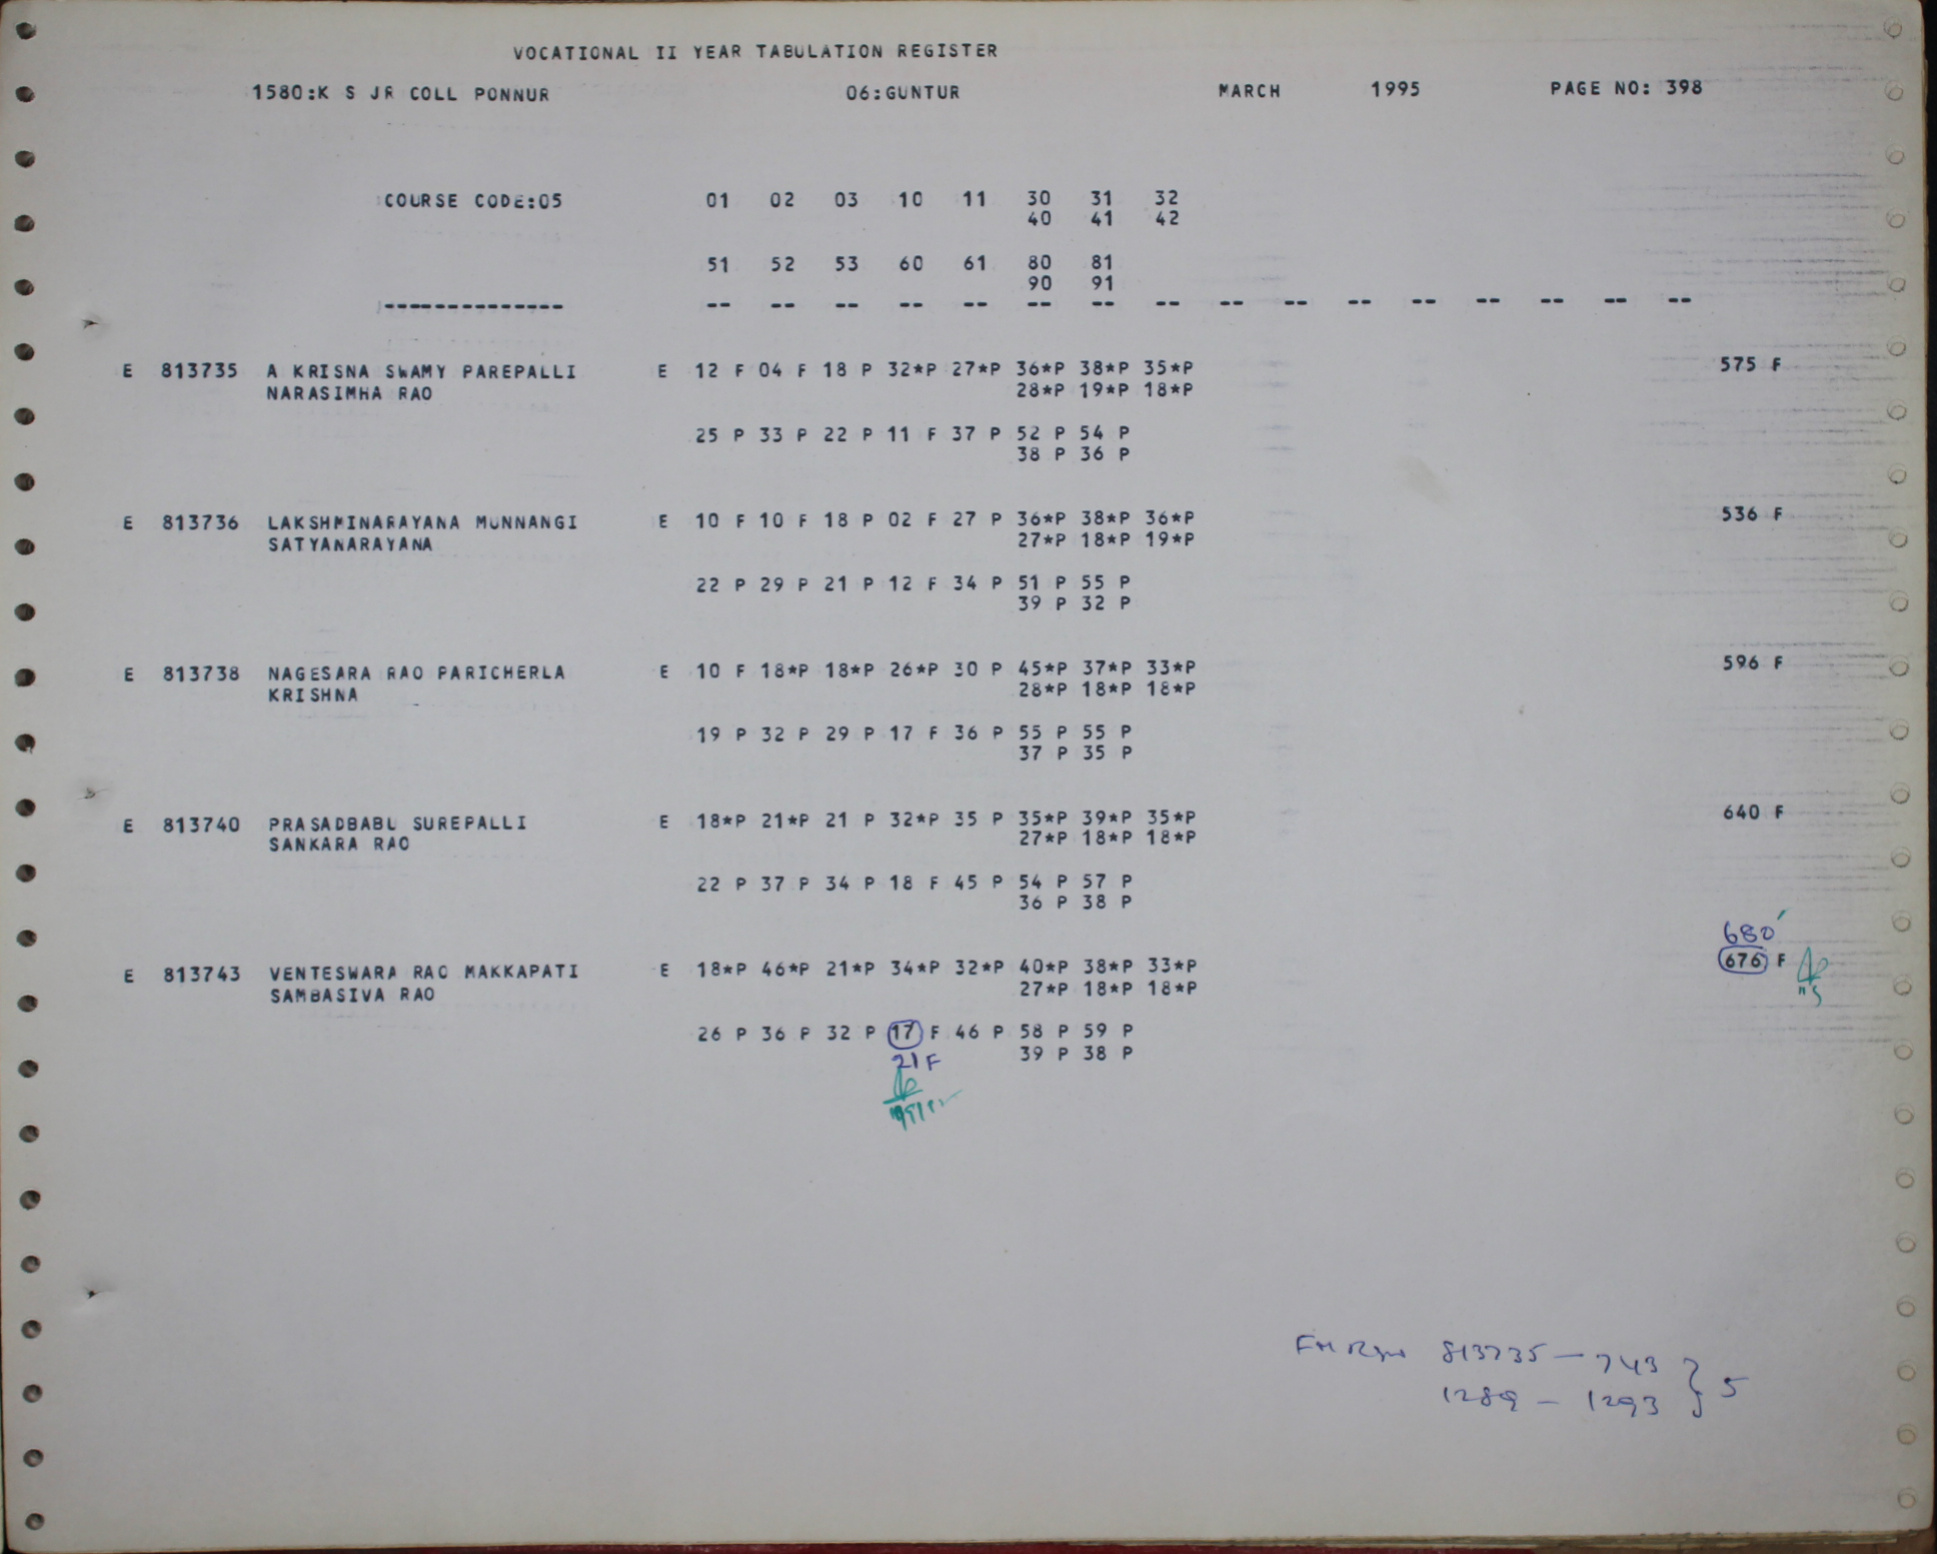 VOCATIONAL II YEAR TABULATION REGISTER
1580:K S JR COLL PONNUR 06:GUNTUR MARCH 1995 PAGE NO: 398
COURSE CODE:05 01 02 03 10 11 30 31 32
40 41 42
51 52 53 60 61 80 81
90 91
-------------- -- -- -- -- -- -- -- -- -- -- -- -- -- -- -- --
E 813735 A KRISNA SWAMY PAREPALLI E 12 F 04 F 18 P 32*P 27*P 36*P 38*P 35*P 575 F
NARASIMHA RAO 28*P 19*P 18*P
25 P 33 P 22 P 11 F 37 P 52 P 54 P
38 P 36 P
E 813736 LAKSHMINARAYANA MUNNANGI E 10 F 10 F 18 P 02 F 27 P 36*P 38*P 36*P 536 F
SATYANARAYANA 27*P 18*P 19*P
22 P 29 P 21 P 12 F 34 P 51 P 55 P
39 P 32 P
E 813738 NAGESARA RAO PARICHERLA E 10 F 18*P 18*P 26*P 30 P 45*P 37*P 33*P 596 F
KRISHNA 28*P 18*P 18*P
19 P 32 P 29 P 17 F 36 P 55 P 55 P
37 P 35 P
E 813740 PRASADBABU SUREPALLI E 18*P 21*P 21 P 32*P 35 P 35*P 39*P 35*P 640 F
SANKARA RAO 27*P 18*P 18*P
22 P 37 P 34 P 18 F 45 P 54 P 57 P
36 P 38 P
680
E 813743 VENTESWARA RAO MAKKAPATI E 18*P 46*P 21*P 34*P 32*P 40*P 38*P 33*P 676 F
SAMBASIVA RAO 27*P 18*P 18*P
26 P 36 P 32 P 17 F 46 P 58 P 59 P
21 F 39 P 38 P
813735 — 743
1289 — 1293 } 5